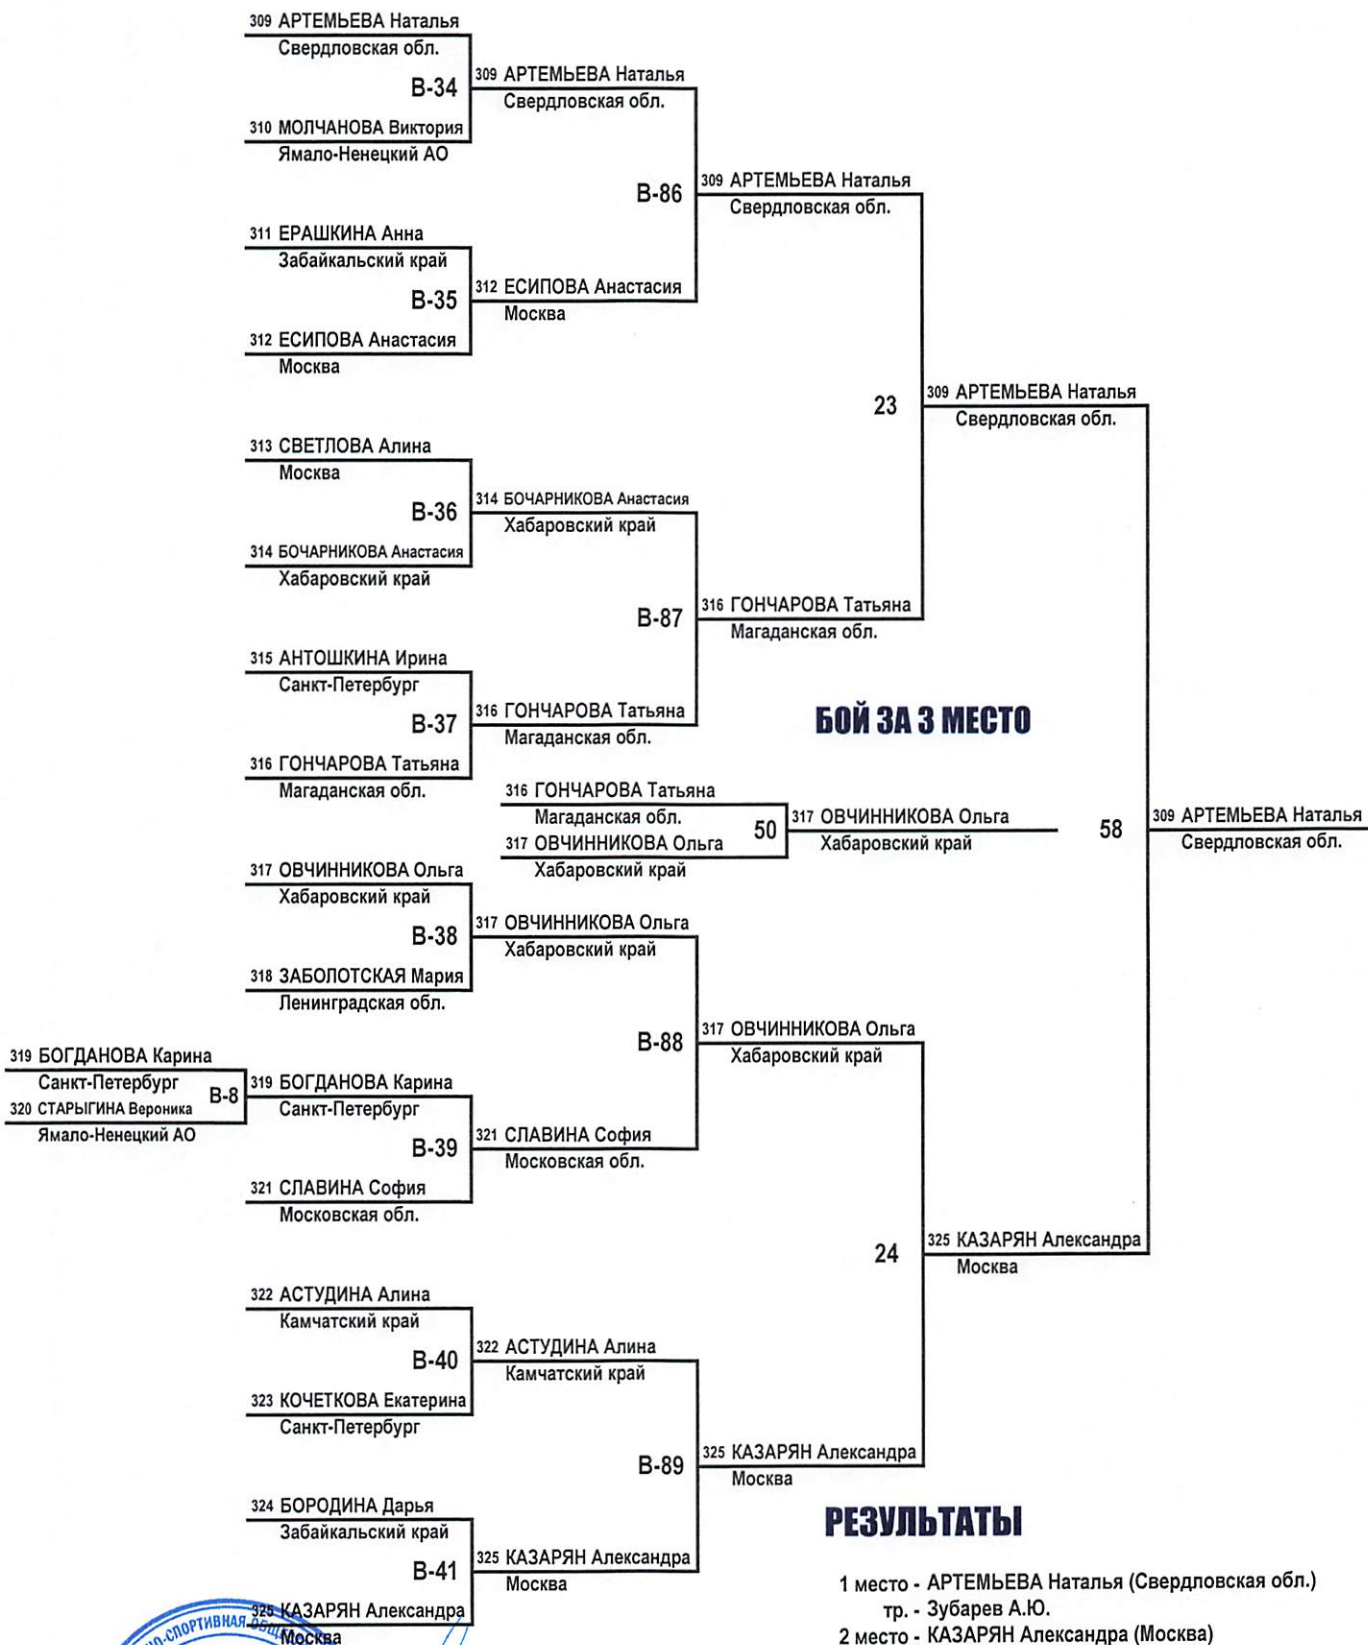 309 АРТЕМЬЕВА Наталья
Свердловская обл.
В-34
310 МОЛЧАНОВА Виктория
Ямало-Ненецкий АО
309 АРТЕМЬЕВА Наталья
Свердловская обл.
В-86
309 АРТЕМЬЕВА Наталья
Свердловская обл.
311 ЕРАШКИНА Анна
Забайкальский край
В-35
312 ЕСИПОВА Анастасия
Москва
312 ЕСИПОВА Анастасия
Москва
23
309 АРТЕМЬЕВА Наталья
Свердловская обл.
313 СВЕТЛОВА Алина
Москва
В-36
314 БОЧАРНИКОВА Анастасия
Хабаровский край
314 БОЧАРНИКОВА Анастасия
Хабаровский край
В-87
316 ГОНЧАРОВА Татьяна
Магаданская обл.
315 АНТОШКИНА Ирина
Санкт-Петербург
В-37
316 ГОНЧАРОВА Татьяна
Магаданская обл.
316 ГОНЧАРОВА Татьяна
Магаданская обл.
БОЙ ЗА 3 МЕСТО
316 ГОНЧАРОВА Татьяна
Магаданская обл.
50
317 ОВЧИННИКОВА Ольга
Хабаровский край
317 ОВЧИННИКОВА Ольга
Хабаровский край
58
309 АРТЕМЬЕВА Наталья
Свердловская обл.
317 ОВЧИННИКОВА Ольга
Хабаровский край
В-38
318 ЗАБОЛОТСКАЯ Мария
Ленинградская обл.
317 ОВЧИННИКОВА Ольга
Хабаровский край
В-88
317 ОВЧИННИКОВА Ольга
Хабаровский край
319 БОГДАНОВА Карина
Санкт-Петербург
В-8
320 СТАРЫГИНА Вероника
Ямало-Ненецкий АО
319 БОГДАНОВА Карина
Санкт-Петербург
В-39
321 СЛАВИНА София
Московская обл.
321 СЛАВИНА София
Московская обл.
24
325 КАЗАРЯН Александра
Москва
322 АСТУДИНА Алина
Камчатский край
В-40
323 КОЧЕТКОВА Екатерина
Санкт-Петербург
322 АСТУДИНА Алина
Камчатский край
В-89
325 КАЗАРЯН Александра
Москва
324 БОРОДИНА Дарья
Забайкальский край
В-41
325 КАЗАРЯН Александра
Москва
325 КАЗАРЯН Александра
Москва
РЕЗУЛЬТАТЫ
1 место - АРТЕМЬЕВА Наталья (Свердловская обл.)
тр. - Зубарев А.Ю.
2 место - КАЗАРЯН Александра (Москва)